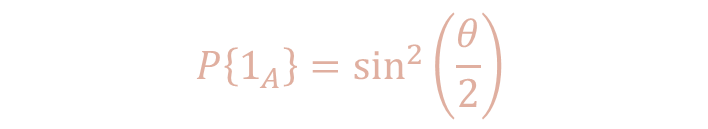 P{1_A} = sin²(θ/2)